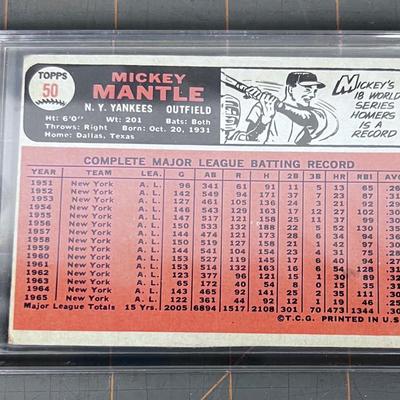 TOPPS
50
MICKEY
MANTLE
N. Y. YANKEES OUTFIELD
Ht: 6'0" Wt: 201 Bats: Both
Throws: Right Born: Oct. 20, 1931
Home: Dallas, Texas
MICKEY'S
18 WORLD
SERIES
HOMERS
IS A
RECORD
COMPLETE MAJOR LEAGUE BATTING RECORD
YEAR TEAM LEA. G AB R H 2B 3B HR RBI AVG
1951 New York A. L. 96 341 61 91 11 5 13 65
1952 New York A. L. 142 549 94 171 37 7 23 87
1953 New York A. L. 127 461 105 136 24 3 21 92
1954 New York A. L. 146 543 129 163 17 12 27 102
1955 New York A. L. 147 517 121 158 25 11 37 99
1956 New York A. L. 150 533 132 188 22 5 52 130
1957 New York A. L. 144 474 121 173 28 6 34 94
1958 New York A. L. 150 519 127 158 21 1 42 97
1959 New York A. L. 144 541 104 154 23 4 31 75
1960 New York A. L. 153 527 119 145 17 6 40 94
1961 New York A. L. 153 514 132 163 16 6 54 128
1962 New York A. L. 123 377 96 121 15 1 30 89
1963 New York A. L. 65 172 40 54 8 0 15 35
1964 New York A. L. 143 465 92 141 25 2 35 111
1965 New York A. L. 122 361 44 92 12 1 19 46
Major League Totals 15 Yrs. 2005 6894 1517 2108 301 70 473 1344 .30
©T.C.G. PRINTED IN U.S.